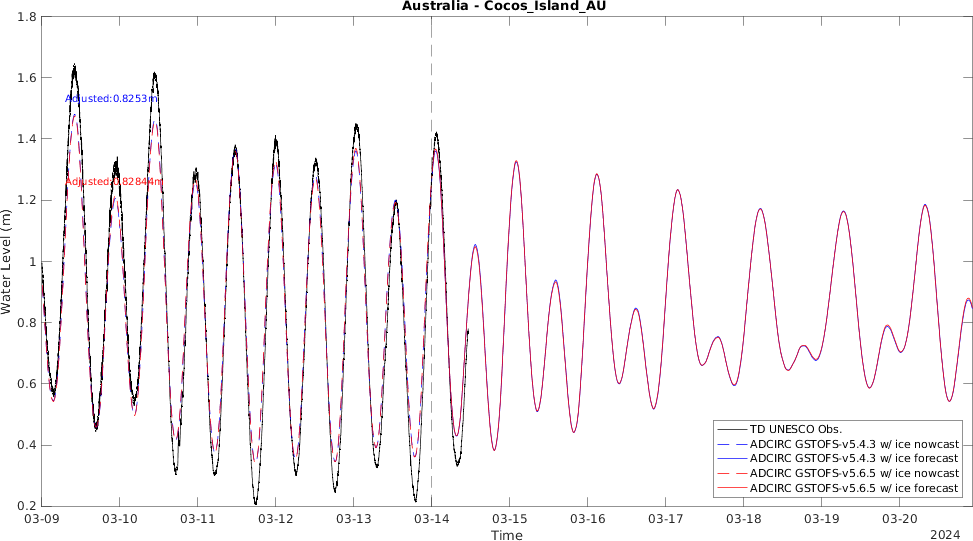 Australia - Cocos_Island_AU
1.8
1.6
1.4
1.2
1
0.8
0.6
0.4
0.2
Water Level (m)
Adjusted:0.8253m
Adjusted:0.82844m
TD UNESCO Obs.
ADCIRC GSTOFS-v5.4.3 w/ ice nowcast
ADCIRC GSTOFS-v5.4.3 w/ ice forecast
ADCIRC GSTOFS-v5.6.5 w/ ice nowcast
ADCIRC GSTOFS-v5.6.5 w/ ice forecast
03-09 03-10 03-11 03-12 03-13 03-14 03-15 03-16 03-17 03-18 03-19 03-20
Time
2024